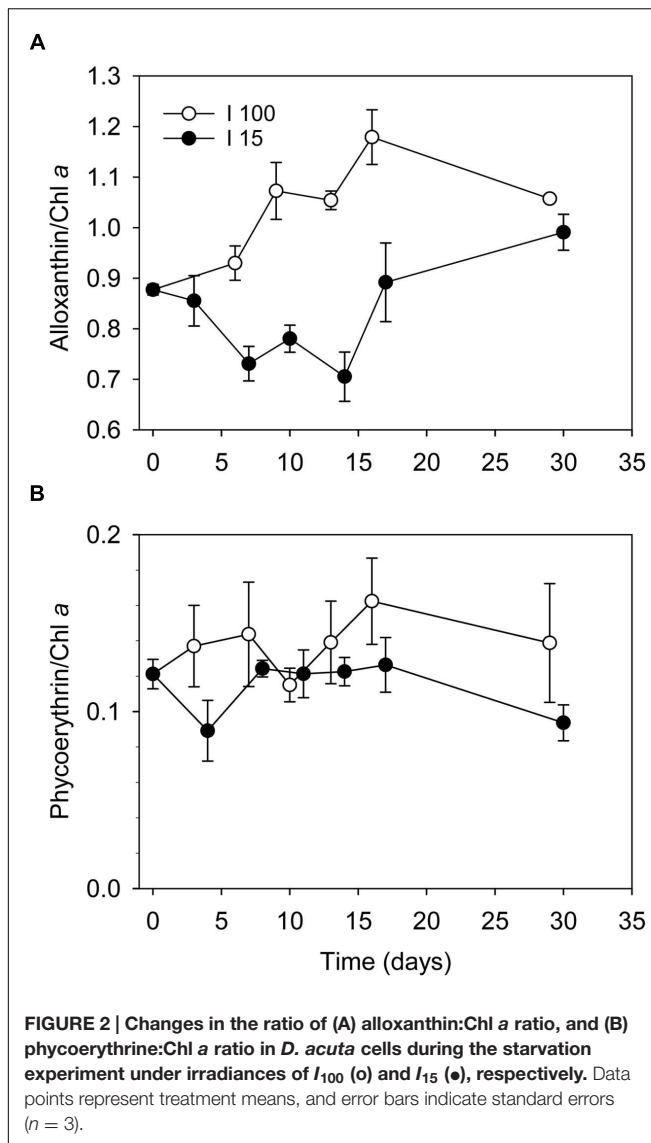 A
1.3
1.2
1.1
1.0
0.9
0.8
0.7
0.6
Alloxanthin/Chl a
I 100
I 15
0 5 10 15 20 25 30 35
B
0.2
0.1
0.0
Phycoerythrin/Chl a
0 5 10 15 20 25 30 35
Time (days)
FIGURE 2 | Changes in the ratio of (A) alloxanthin:Chl a ratio, and (B)
phycoerythrine:Chl a ratio in D. acuta cells during the starvation
experiment under irradiances of I100 (o) and I15 (●), respectively. Data
points represent treatment means, and error bars indicate standard errors
(n = 3).